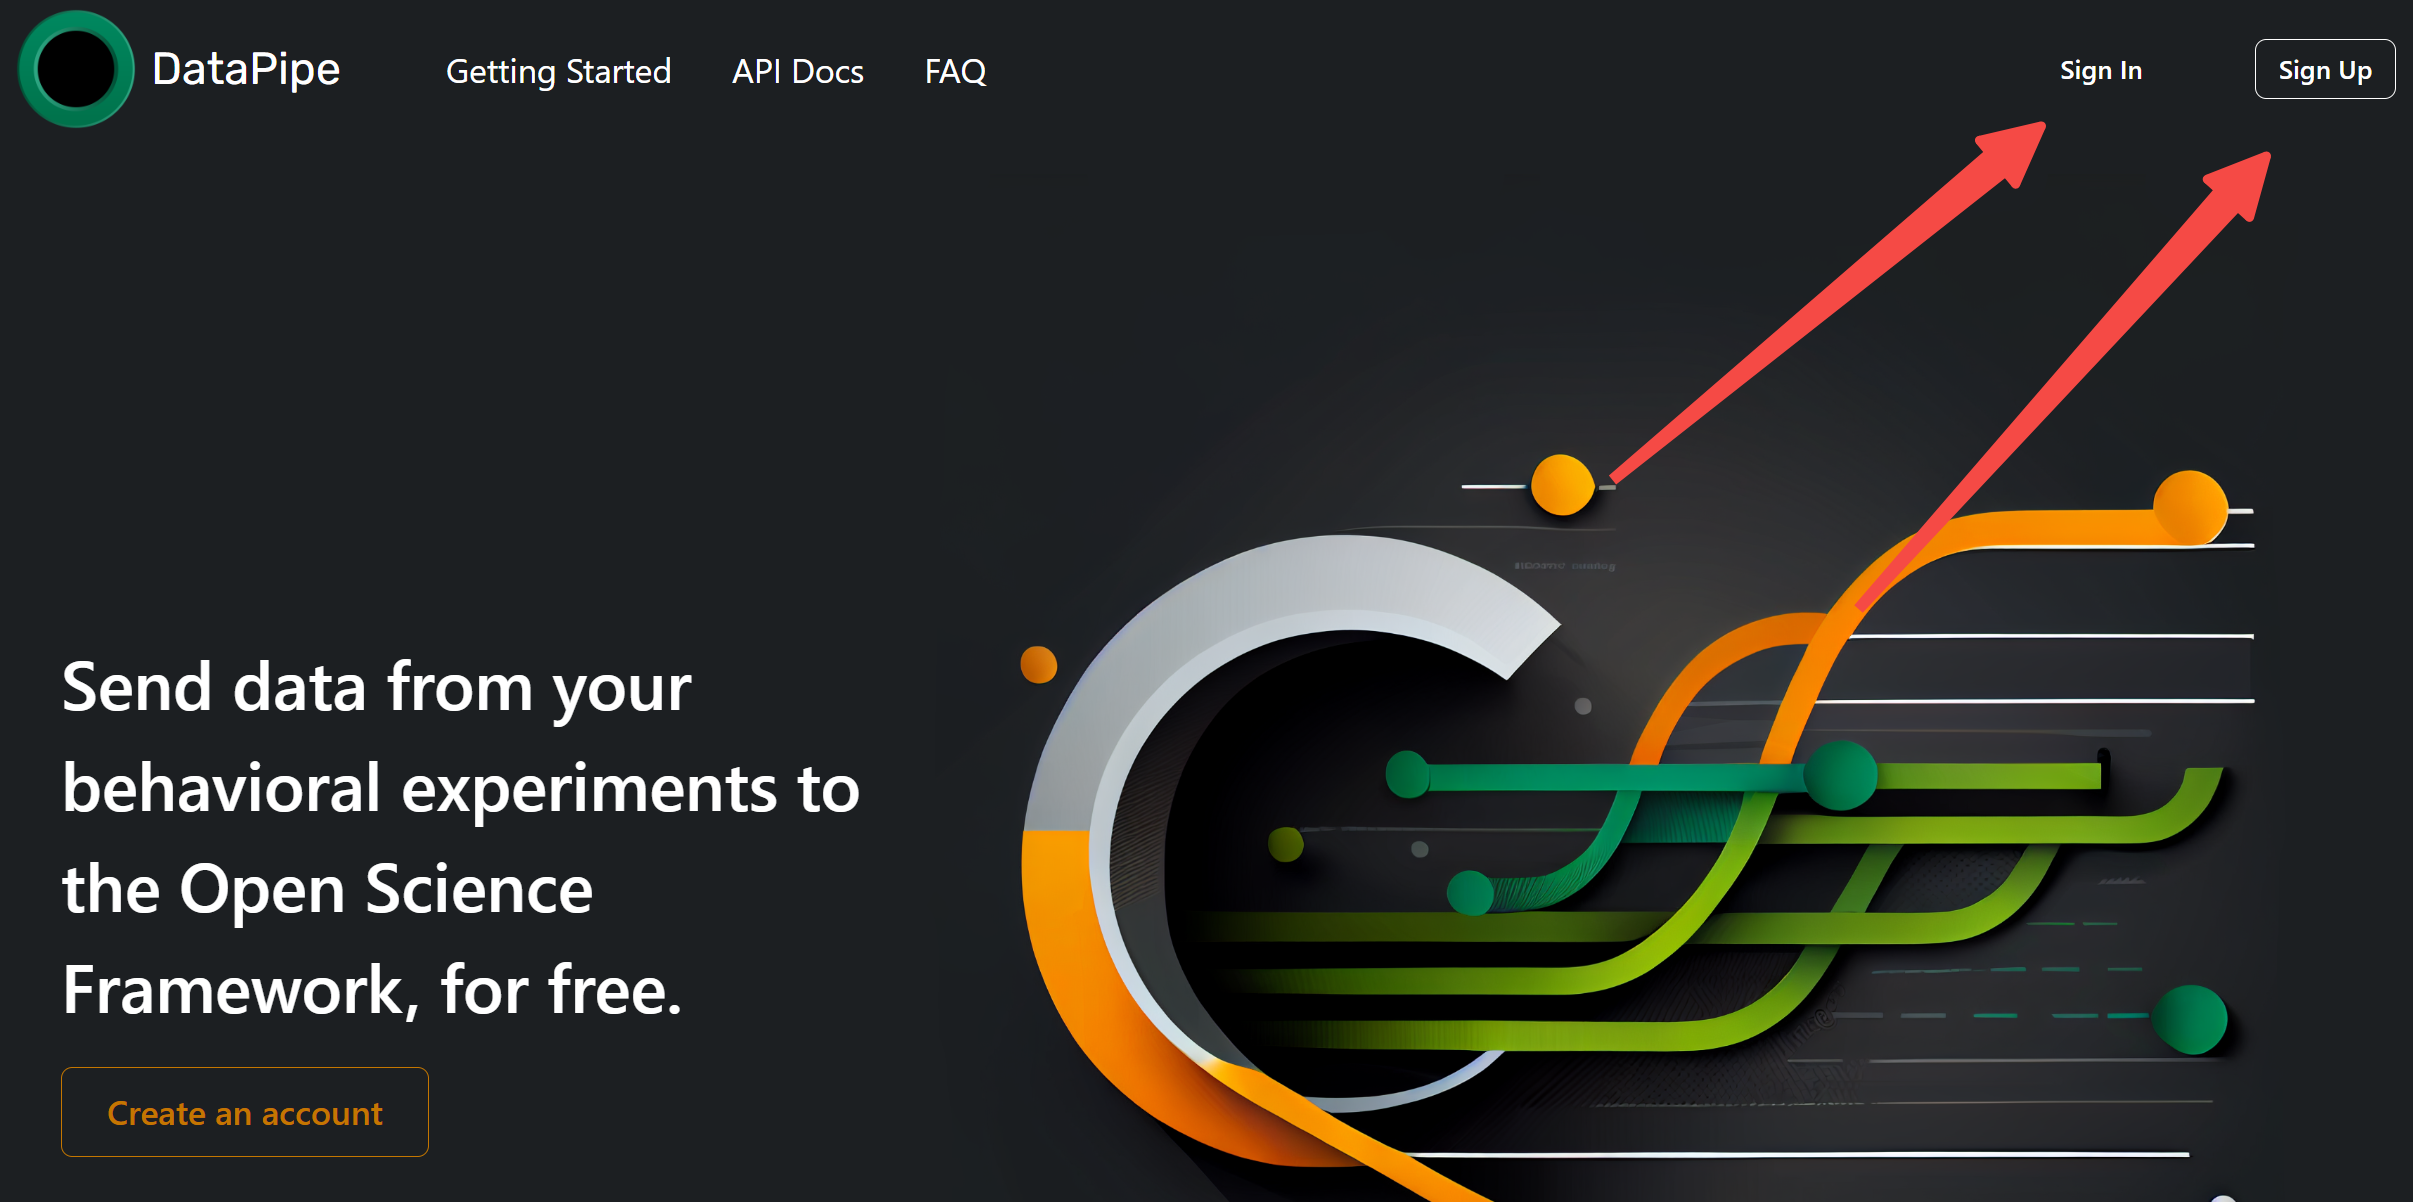 DataPipe
Getting Started
API Docs
FAQ
Sign In
Sign Up
Send data from your
behavioral experiments to
the Open Science
Framework, for free.
Create an account